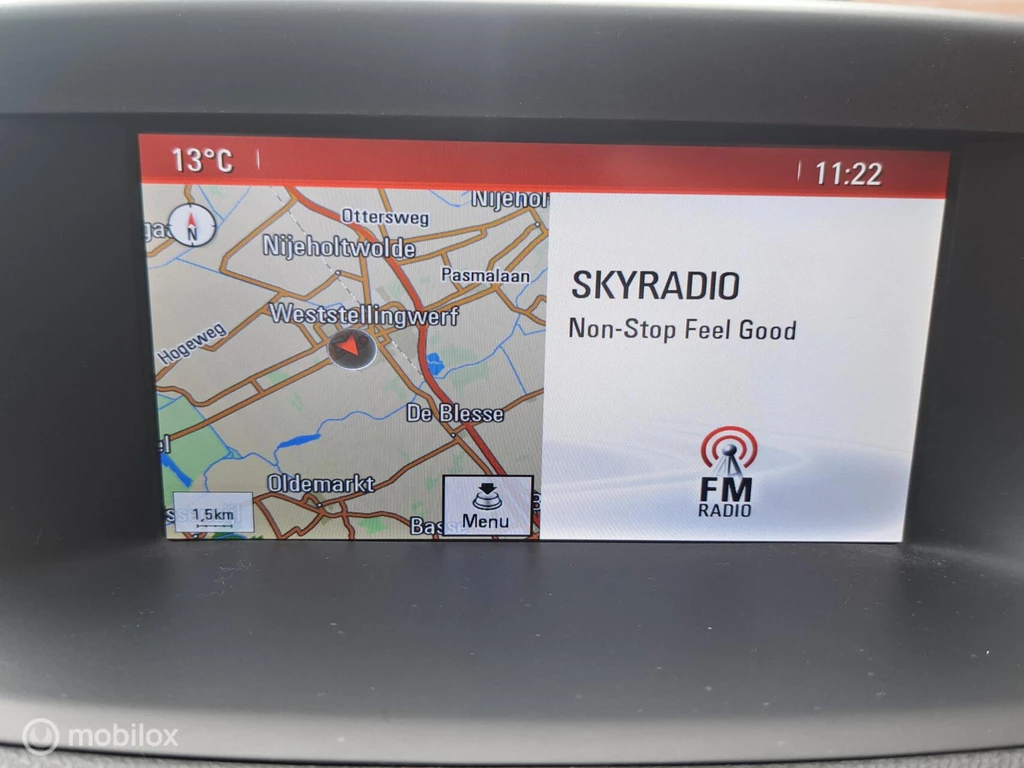 13°C
11:22
N
Nijehol
Ottersweg
Nijeholtwolde
Pasmalaan
SKYRADIO
Non-Stop Feel Good
Weststellingwerf
Hogeweg
De Blesse
Oldemarkt
1,5km
Basse
Menu
FM
RADIO
mobilox